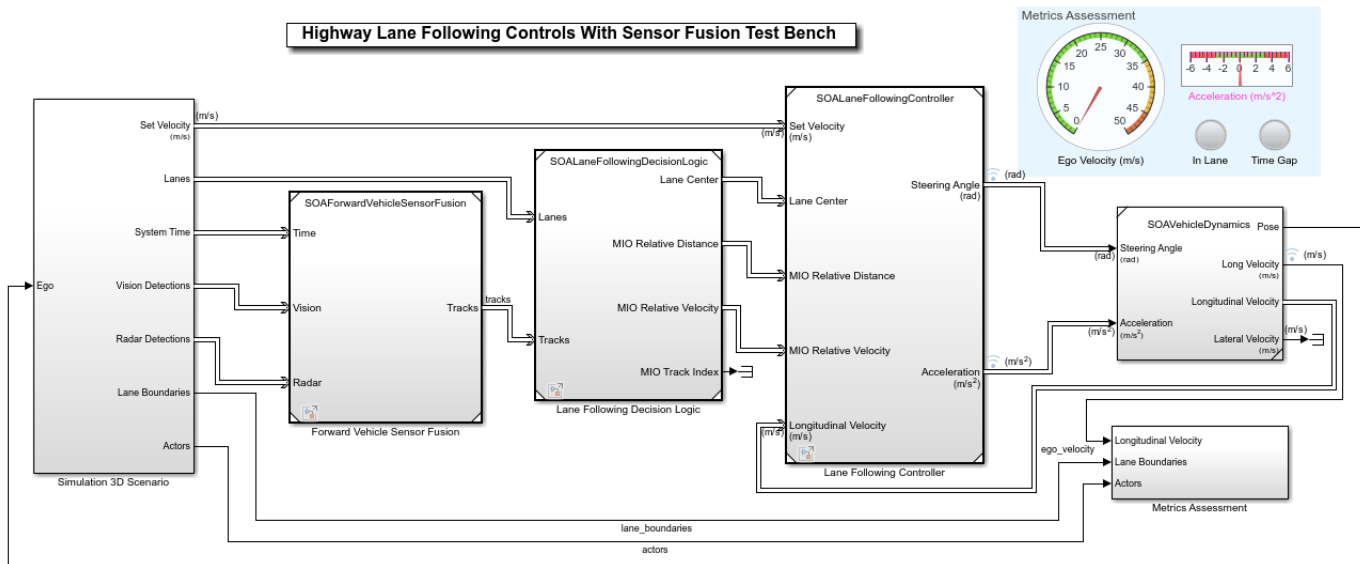 Highway Lane Following Controls With Sensor Fusion Test Bench
Metrics Assessment
0
5
10
15
20
25
30
35
40
45
50
Ego Velocity (m/s)
-6 -4 -2 0 2 4 6
Acceleration (m/s^2)
In Lane
Time Gap
Ego
Set Velocity
(m/s)
(m/s)
Lanes
System Time
Vision Detections
Radar Detections
Lane Boundaries
Actors
Simulation 3D Scenario
SOAForwardVehicleSensorFusion
Time
Vision
Radar
Tracks
tracks
Forward Vehicle Sensor Fusion
SOALaneFollowingDecisionLogic
Lanes
Tracks
Lane Center
MIO Relative Distance
MIO Relative Velocity
MIO Track Index
Lane Following Decision Logic
SOALaneFollowingController
(m/s)
Set Velocity
(m/s)
Lane Center
MIO Relative Distance
MIO Relative Velocity
(m/s)
Longitudinal Velocity
(m/s)
Steering Angle
(rad)
(rad)
Acceleration
(m/s²)
(m/s²)
Lane Following Controller
SOAVehicleDynamics
(rad)
Steering Angle
(rad)
(m/s²)
Acceleration
(m/s²)
Pose
Long Velocity
(m/s)
(m/s)
Longitudinal Velocity
Lateral Velocity
(m/s)
(m/s)
Vehicle Dynamics
ego_velocity
Longitudinal Velocity
Lane Boundaries
Actors
Metrics Assessment
lane_boundaries
actors